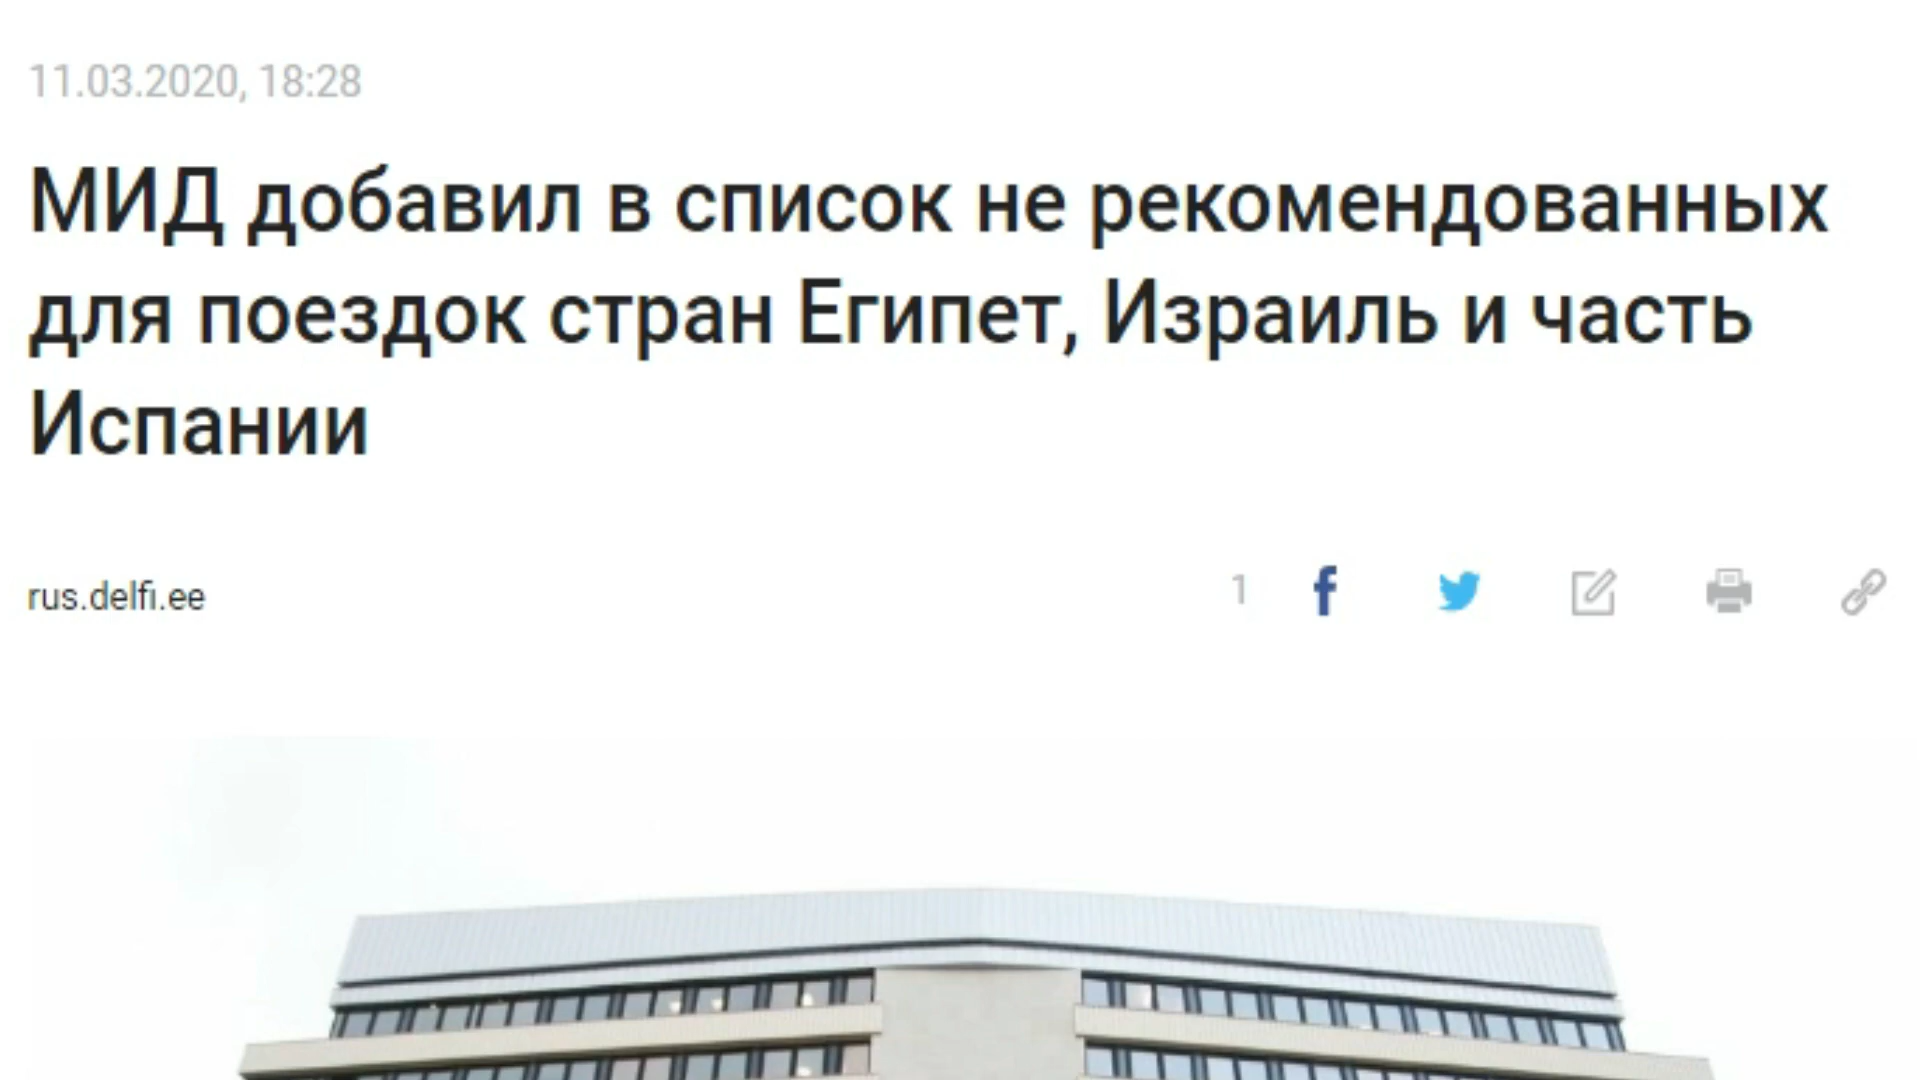 11.03.2020, 18:28
МИД добавил в список не рекомендованных
для поездок стран Египет, Израиль и часть
Испании
rus.delfi.ee
1